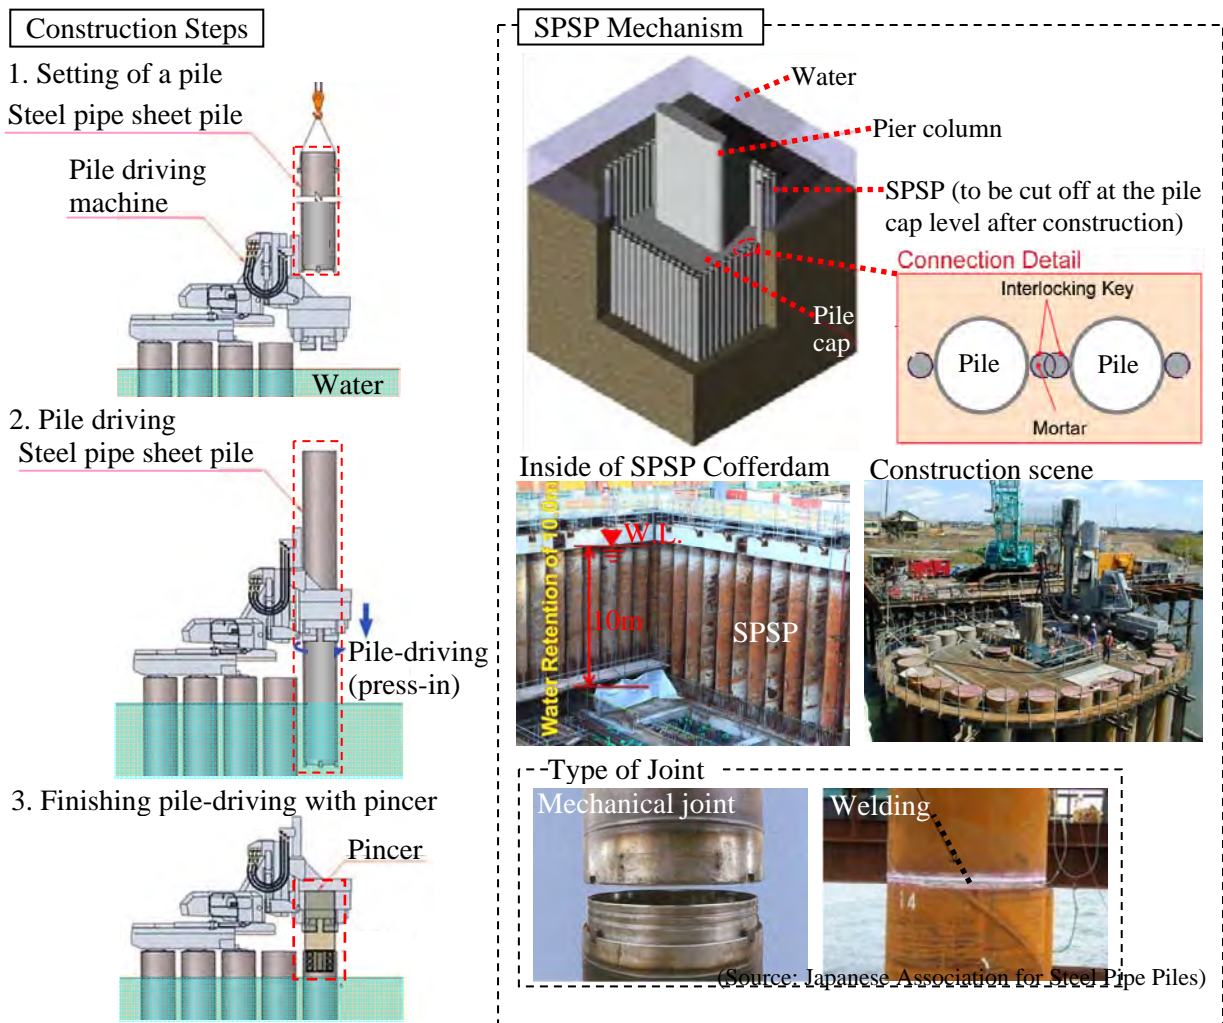 Construction Steps
1. Setting of a pile
Steel pipe sheet pile
Pile driving
machine
Water
2. Pile driving
Steel pipe sheet pile
Pile-driving
(press-in)
3. Finishing pile-driving with pincer
Pincer
SPSP Mechanism
Water
Pier column
SPSP (to be cut off at the pile
cap level after construction)
Pile
cap
Connection Detail
Interlocking Key
Pile
Pile
Mortar
Inside of SPSP Cofferdam
Water Retention of 10.0m
W.L.
10m
SPSP
Construction scene
Type of Joint
Mechanical joint
Welding
14
(Source: Japanese Association for Steel Pipe Piles)